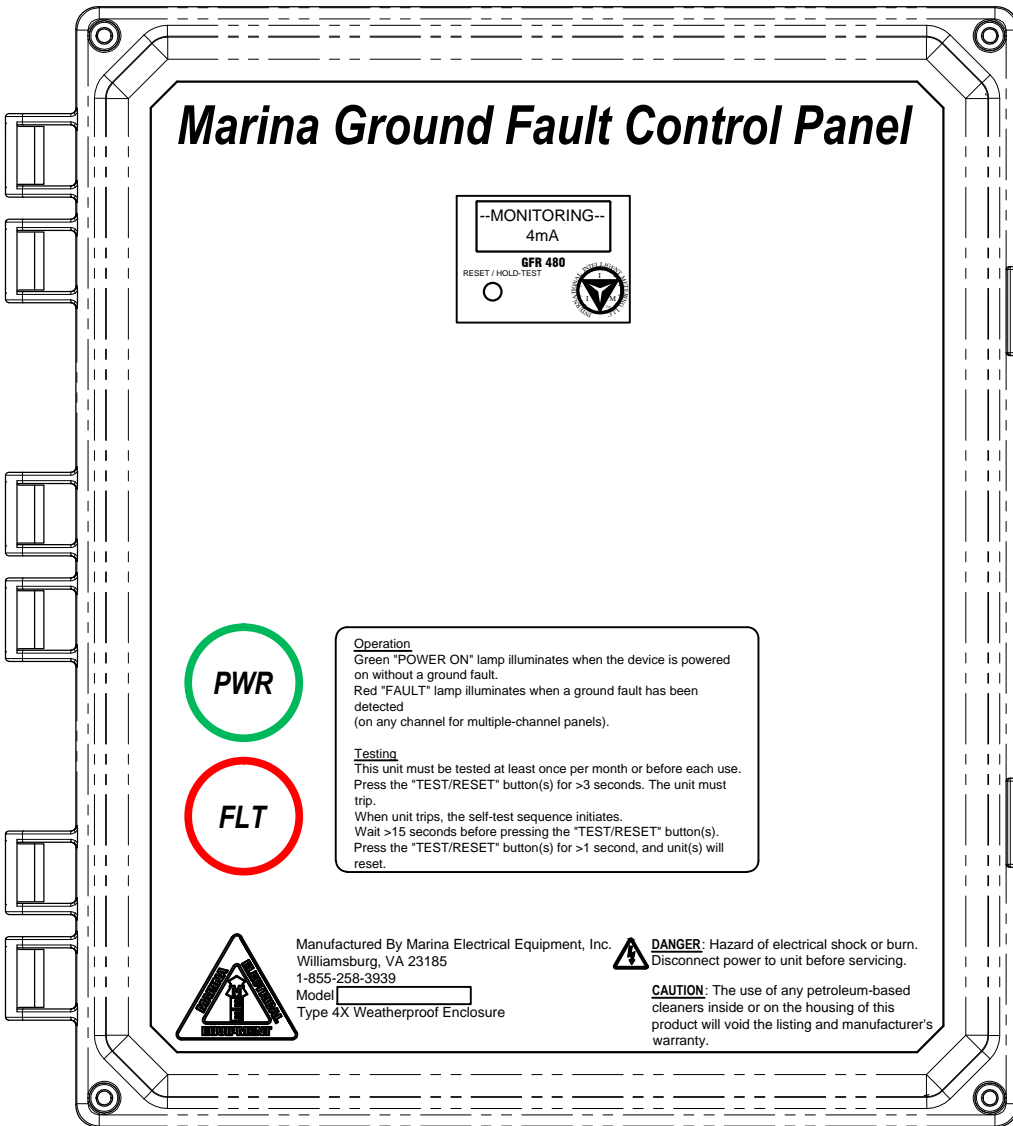 Marina Ground Fault Control Panel
--MONITORING--
4mA
GFR 480
RESET / HOLD-TEST
INTERNATIONAL INTELLIGENT METERING LLC
I
I M
PWR
FLT
Operation
Green "POWER ON" lamp illuminates when the device is powered
on without a ground fault.
Red "FAULT" lamp illuminates when a ground fault has been
detected
(on any channel for multiple-channel panels).
Testing
This unit must be tested at least once per month or before each use.
Press the "TEST/RESET" button(s) for >3 seconds. The unit must
trip.
When unit trips, the self-test sequence initiates.
Wait >15 seconds before pressing the "TEST/RESET" button(s).
Press the "TEST/RESET" button(s) for >1 second, and unit(s) will
reset.
MARINA ELECTRICAL EQUIPMENT
Manufactured By Marina Electrical Equipment, Inc.
Williamsburg, VA 23185
1-855-258-3939
Model
Type 4X Weatherproof Enclosure
DANGER: Hazard of electrical shock or burn.
Disconnect power to unit before servicing.
CAUTION: The use of any petroleum-based
cleaners inside or on the housing of this
product will void the listing and manufacturer's
warranty.